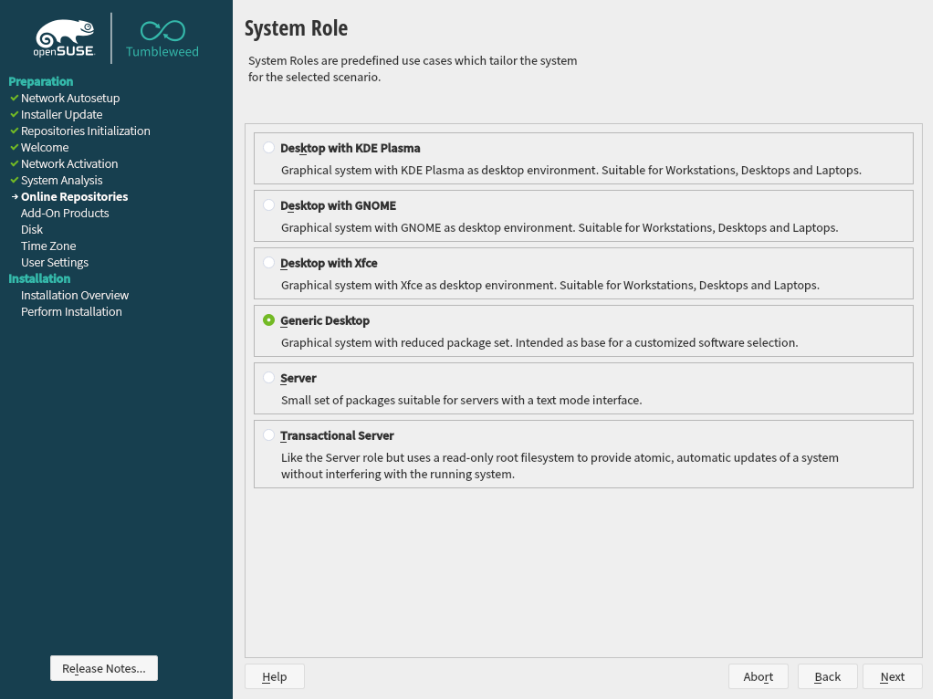 openSUSE.
Tumbleweed
Preparation
Network Autosetup
Installer Update
Repositories Initialization
Welcome
Network Activation
System Analysis
Online Repositories
Add-On Products
Disk
Time Zone
User Settings
Installation
Installation Overview
Perform Installation
Release Notes...
System Role
System Roles are predefined use cases which tailor the system
for the selected scenario.
Desktop with KDE Plasma
Graphical system with KDE Plasma as desktop environment. Suitable for Workstations, Desktops and Laptops.
Desktop with GNOME
Graphical system with GNOME as desktop environment. Suitable for Workstations, Desktops and Laptops.
Desktop with Xfce
Graphical system with Xfce as desktop environment. Suitable for Workstations, Desktops and Laptops.
Generic Desktop
Graphical system with reduced package set. Intended as base for a customized software selection.
Server
Small set of packages suitable for servers with a text mode interface.
Transactional Server
Like the Server role but uses a read-only root filesystem to provide atomic, automatic updates of a system
without interfering with the running system.
Help
Abort
Back
Next